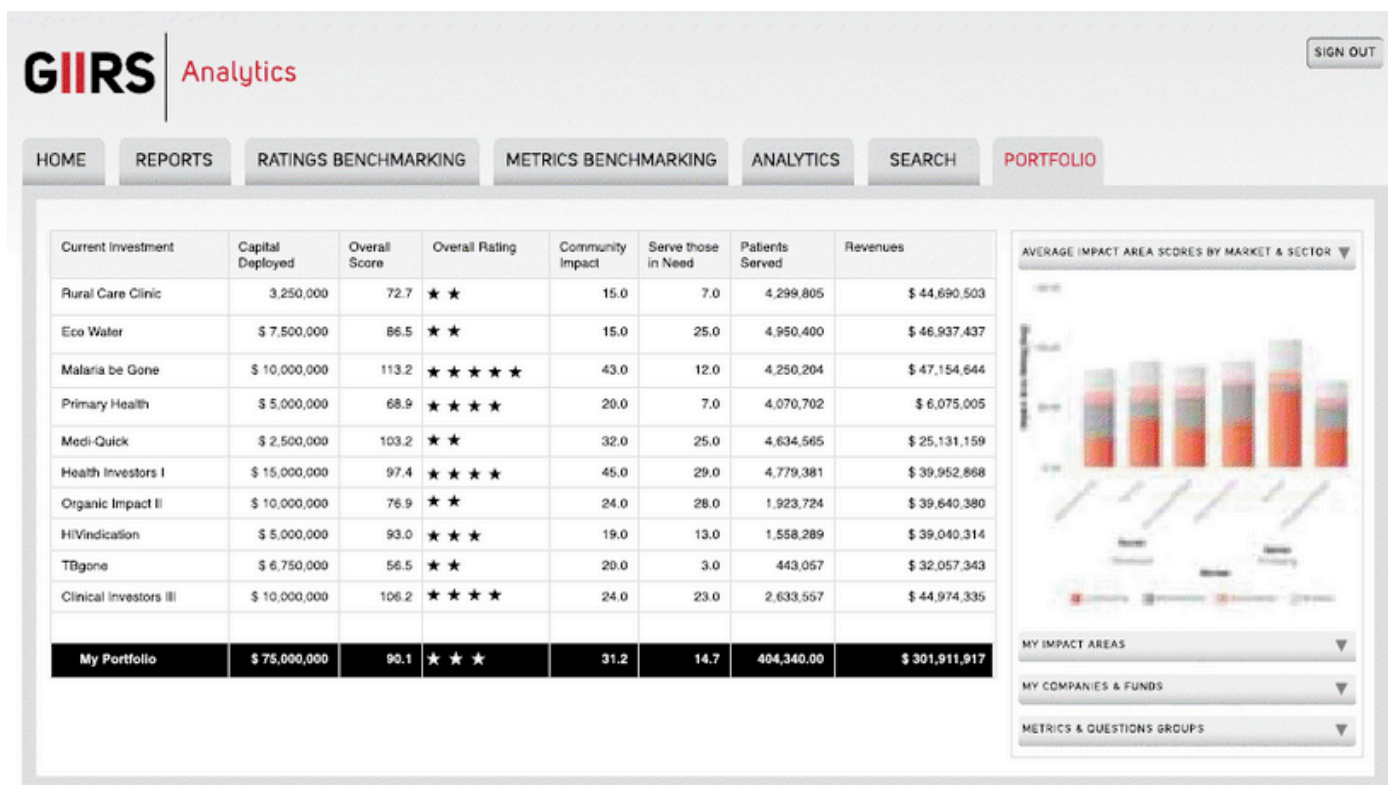 GIIRS Analytics
SIGN OUT
HOME REPORTS RATINGS BENCHMARKING METRICS BENCHMARKING ANALYTICS SEARCH PORTFOLIO
Current Investment Capital Deployed Overall Score Overall Rating Community Impact Serve those in Need Patients Served Revenues
Rural Care Clinic 3,250,000 72.7 ★ ★ 15.0 7.0 4,299,805 $ 44,690,503
Eco Water $ 7,500,000 86.5 ★ ★ 15.0 25.0 4,950,400 $ 46,937,437
Malaria be Gone $ 10,000,000 113.2 ★ ★ ★ ★ ★ 43.0 12.0 4,250,204 $ 47,154,644
Primary Health $ 5,000,000 68.9 ★ ★ ★ ★ 20.0 7.0 4,070,702 $ 6,075,005
Medi-Quick $ 2,500,000 103.2 ★ ★ 32.0 25.0 4,634,565 $ 25,131,159
Health Investors I $ 15,000,000 97.4 ★ ★ ★ ★ 45.0 29.0 4,779,381 $ 39,952,868
Organic Impact II $ 10,000,000 76.9 ★ ★ 24.0 28.0 1,923,724 $ 39,640,380
HIVindication $ 5,000,000 93.0 ★ ★ ★ 19.0 13.0 1,558,289 $ 39,040,314
TBgone $ 6,750,000 56.5 ★ ★ 20.0 3.0 443,057 $ 32,057,343
Clinical Investors III $ 10,000,000 106.2 ★ ★ ★ ★ 24.0 23.0 2,633,557 $ 44,974,335
My Portfolio $ 75,000,000 90.1 ★ ★ ★ 31.2 14.7 404,340.00 $ 301,911,917
AVERAGE IMPACT AREA SCORES BY MARKET & SECTOR
MY IMPACT AREAS
MY COMPANIES & FUNDS
METRICS & QUESTIONS GROUPS